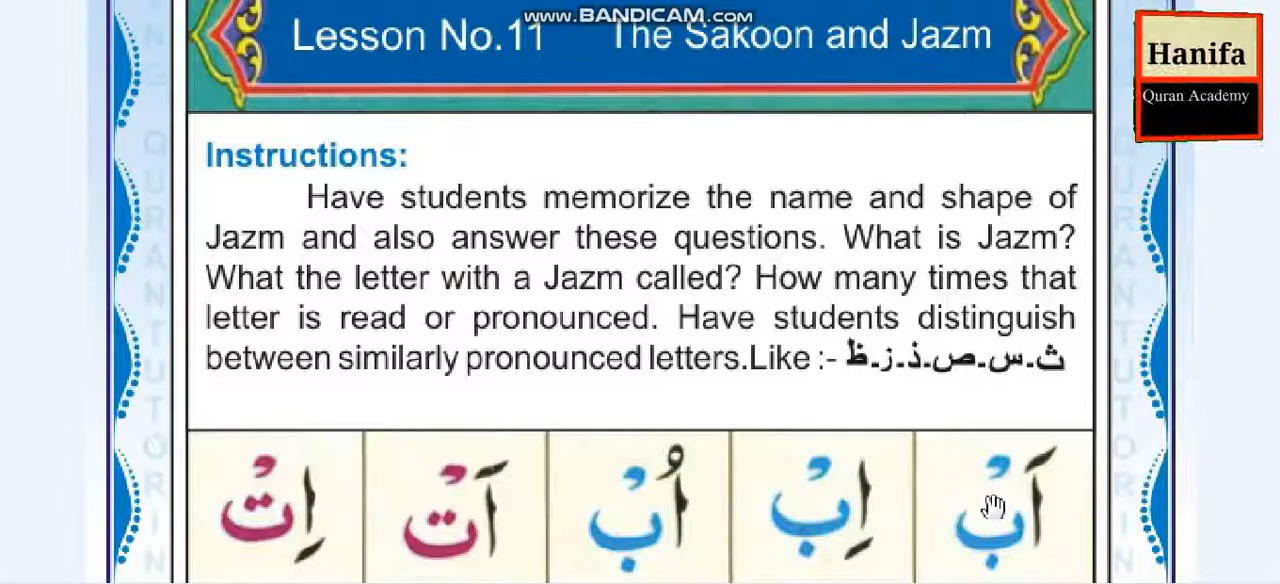 www.BANDICAM.com
Lesson No.11 The Sakoon and Jazm
Hanifa
Quran Academy
Instructions:
Have students memorize the name and shape of
Jazm and also answer these questions. What is Jazm?
What the letter with a Jazm called? How many times that
letter is read or pronounced. Have students distinguish
between similarly pronounced letters.Like :- ث-س-ص-ذ-ز-ظ
اَبْ اِبْ اُبْ اَتْ اِتْ